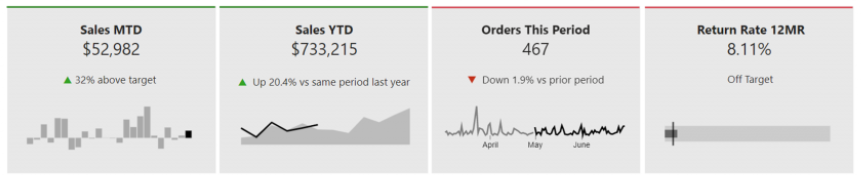 Sales MTD
$52,982
▲ 32% above target
Sales YTD
$733,215
▲ Up 20.4% vs same period last year
Orders This Period
467
▼ Down 1.9% vs prior period
April May June
Return Rate 12MR
8.11%
Off Target